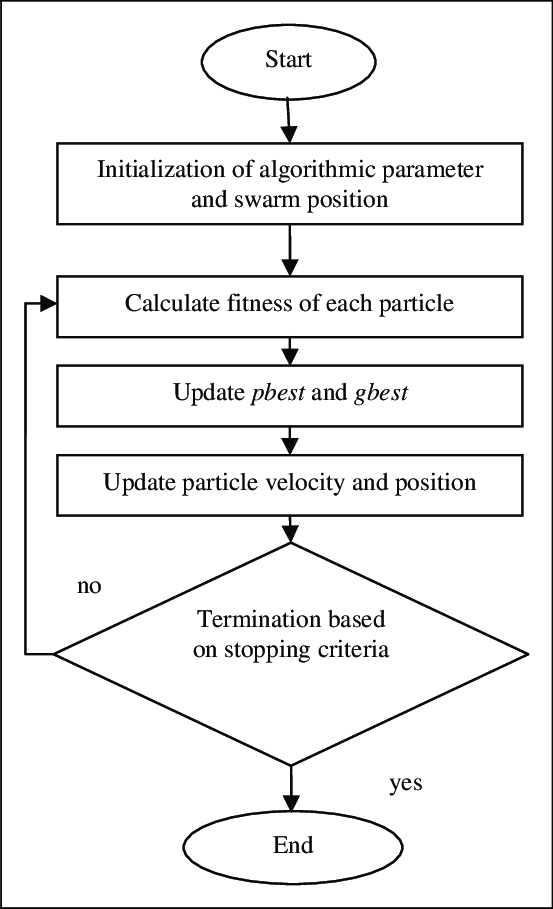 Start
Initialization of algorithmic parameter
and swarm position
Calculate fitness of each particle
Update pbest and gbest
Update particle velocity and position
no
Termination based
on stopping criteria
yes
End